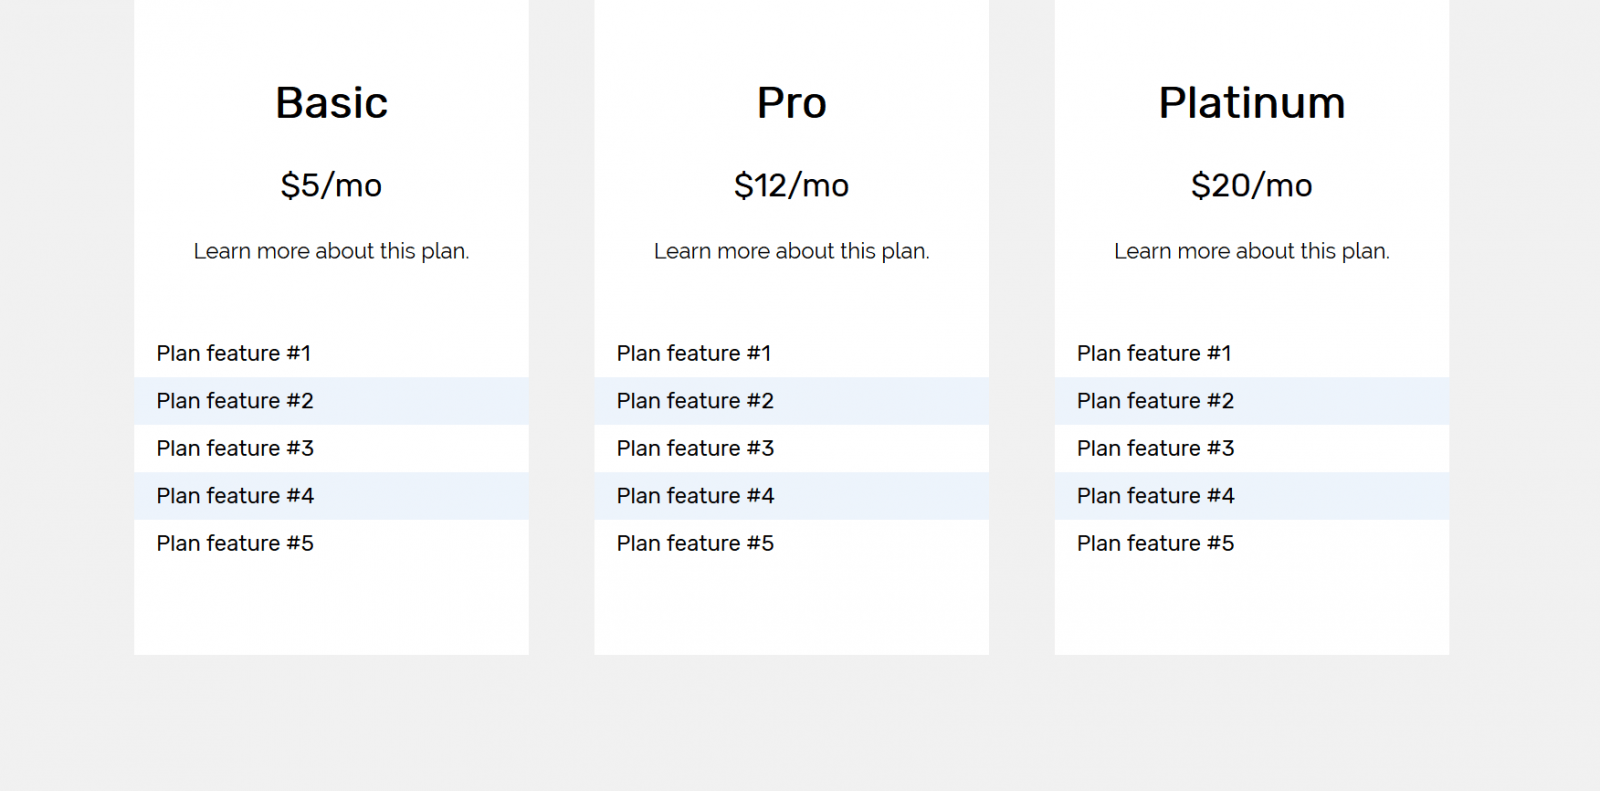 Basic
$5/mo
Learn more about this plan.
Plan feature #1
Plan feature #2
Plan feature #3
Plan feature #4
Plan feature #5
Pro
$12/mo
Learn more about this plan.
Plan feature #1
Plan feature #2
Plan feature #3
Plan feature #4
Plan feature #5
Platinum
$20/mo
Learn more about this plan.
Plan feature #1
Plan feature #2
Plan feature #3
Plan feature #4
Plan feature #5